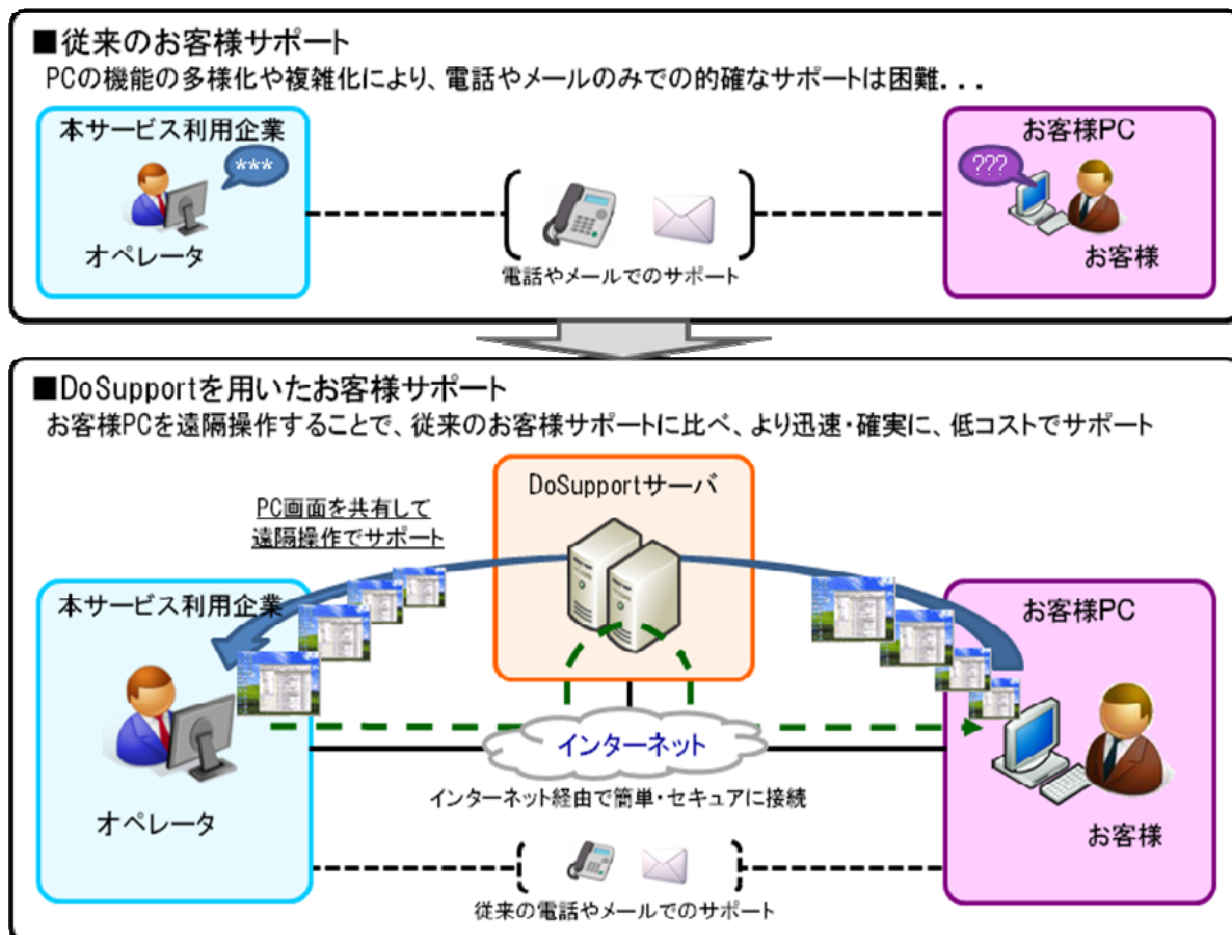 ■従来のお客様サポート
PCの機能の多様化や複雑化により、電話やメールのみでの的確なサポートは困難...
本サービス利用企業
***
オペレータ
電話やメールでのサポート
お客様PC
???
お客様
■DoSupportを用いたお客様サポート
お客様PCを遠隔操作することで、従来のお客様サポートに比べ、より迅速・確実に、低コストでサポート
DoSupportサーバ
PC画面を共有して
遠隔操作でサポート
本サービス利用企業
お客様PC
インターネット
インターネット経由で簡単・セキュアに接続
オペレータ
お客様
従来の電話やメールでのサポート